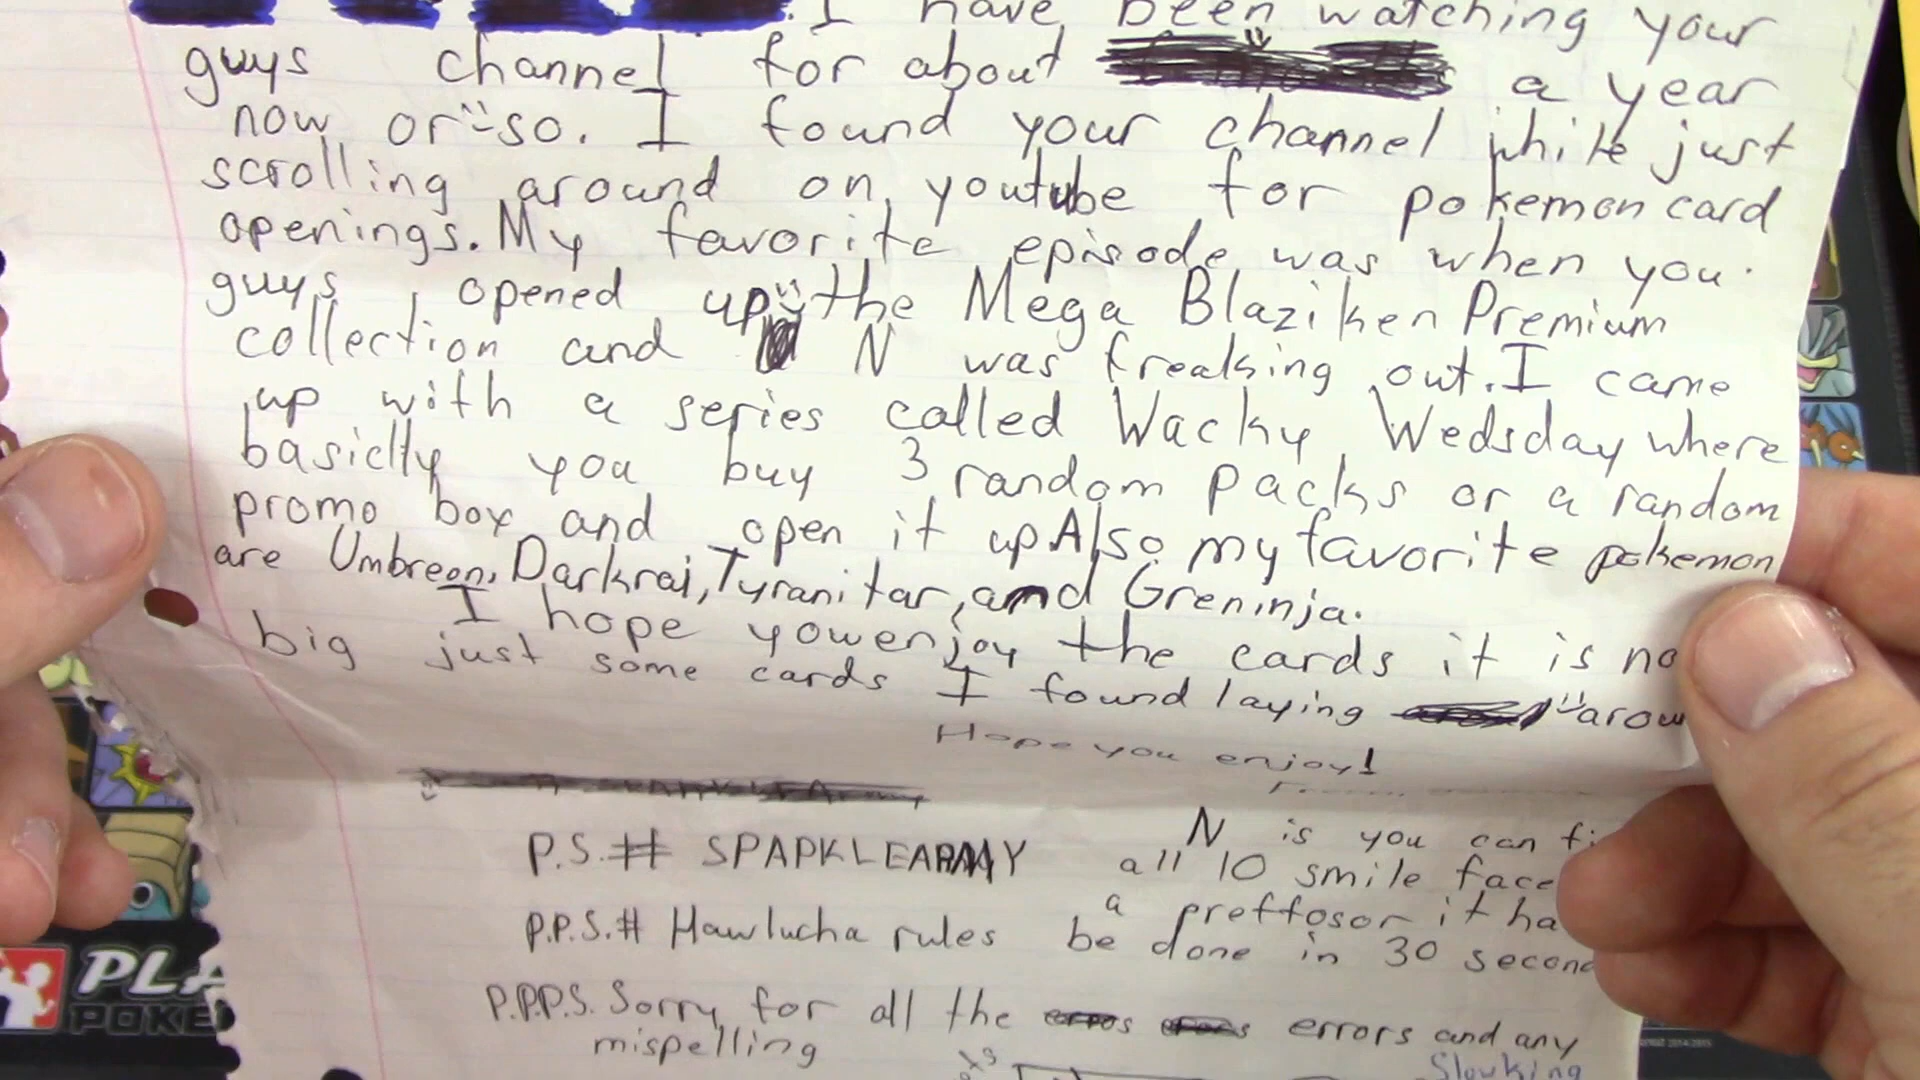 I have been watching your
guys channel for about a year
now or so. I found your channel while just
scrolling around on youtube for pokemon card
openings. My favorite episode was when you
guys opened up the Mega Blaziken Premium
collection and N was freaking out. I came
up with a series called Wacky Wedsday where
basiclly you buy 3 random packs or a random
promo box and open it up Also my favorite pokemon
are Umbreon, Darkrai, Tyranitar, and Greninja.
I hope you enjoy the cards it is no
big just some cards I found laying arou
Hope you enjoy!
P.S. # SPAPKLEARMY
P.P.S. # Hawlucha rules
P.P.P.S. Sorry for all the errors and any
mispelling
N is you can fi
all 10 smile face
a preffosor it ha
be done in 30 second
Slowking
PLA
POKE